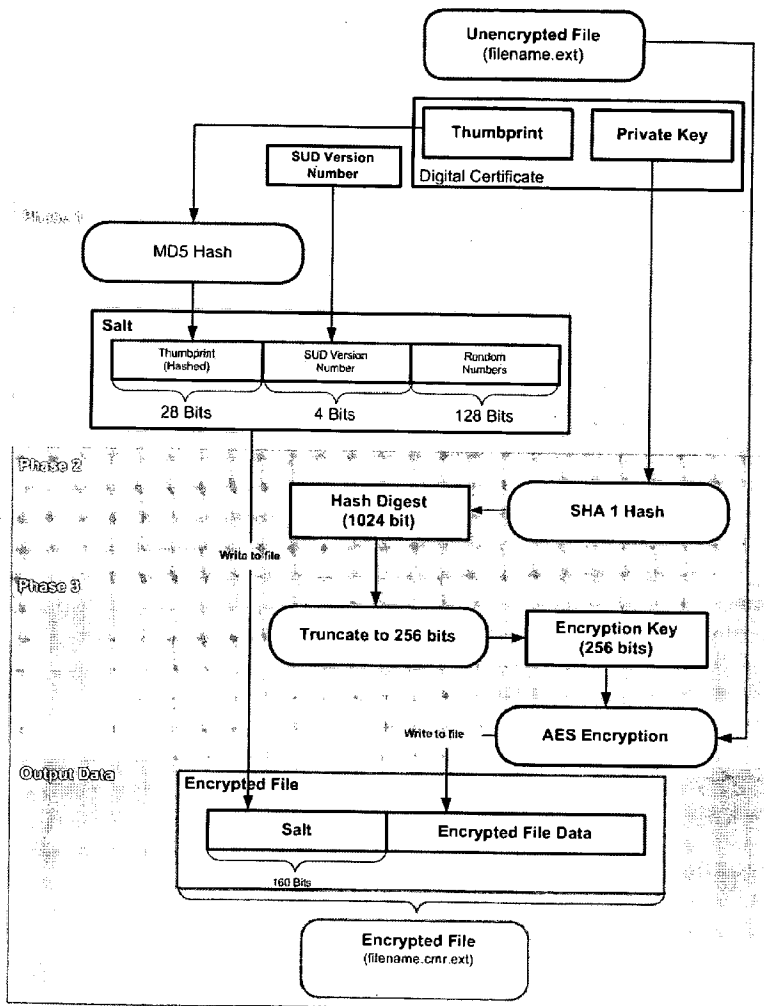 Unencrypted File
(filename.ext)
Thumbprint
Private Key
SUD Version
Number
Digital Certificate
Phase 1
MD5 Hash
Salt
Thumbprint
(Hashed)
SUD Version
Number
Random
Numbers
28 Bits
4 Bits
128 Bits
Phase 2
Hash Digest
(1024 bit)
SHA 1 Hash
Write to file
Phase 3
Truncate to 256 bits
Encryption Key
(256 bits)
Write to file
AES Encryption
Output Data
Encrypted File
Salt
Encrypted File Data
160 Bits
Encrypted File
(filename.cmr.ext)